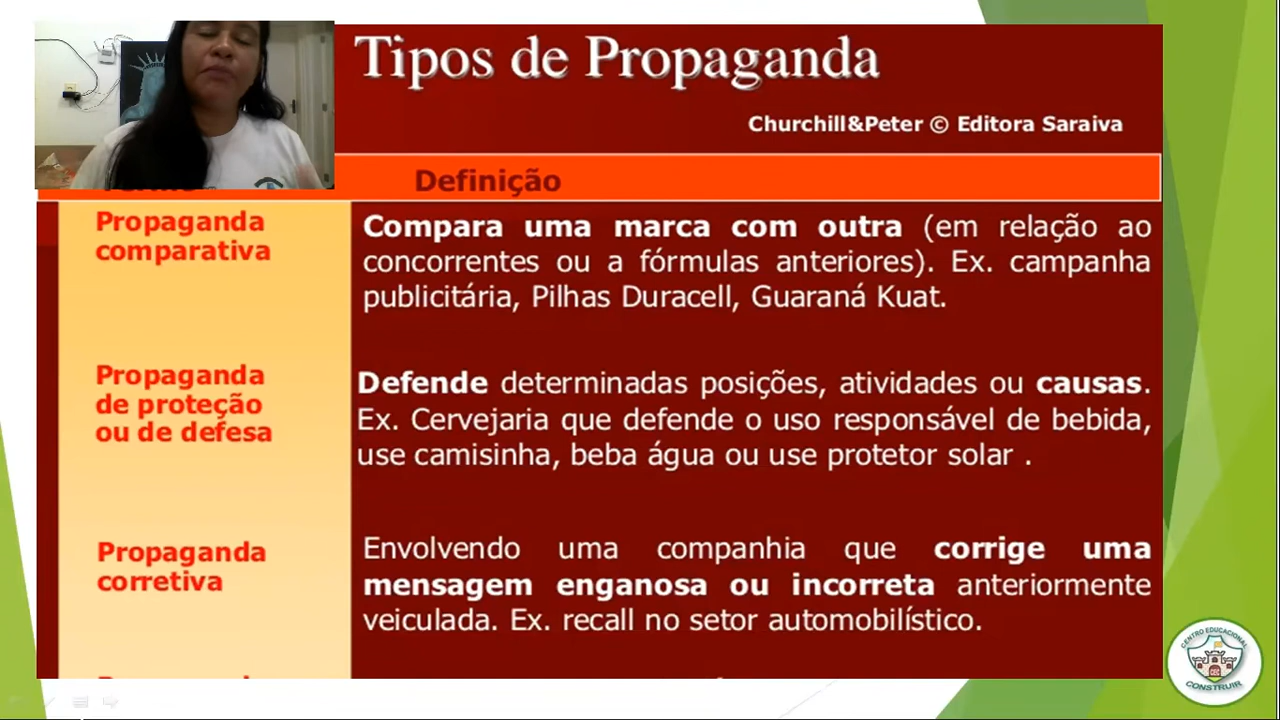 Tipos de Propaganda
Churchill&Peter © Editora Saraiva
Definição
Propaganda
comparativa
Compara uma marca com outra (em relação ao
concorrentes ou a fórmulas anteriores). Ex. campanha
publicitária, Pilhas Duracell, Guaraná Kuat.
Propaganda
de proteção
ou de defesa
Defende determinadas posições, atividades ou causas.
Ex. Cervejaria que defende o uso responsável de bebida,
use camisinha, beba água ou use protetor solar .
Propaganda
corretiva
Envolvendo uma companhia que corrige uma
mensagem enganosa ou incorreta anteriormente
veiculada. Ex. recall no setor automobilístico.
CENTRO EDUCACIONAL
CEC
CONSTRUIR